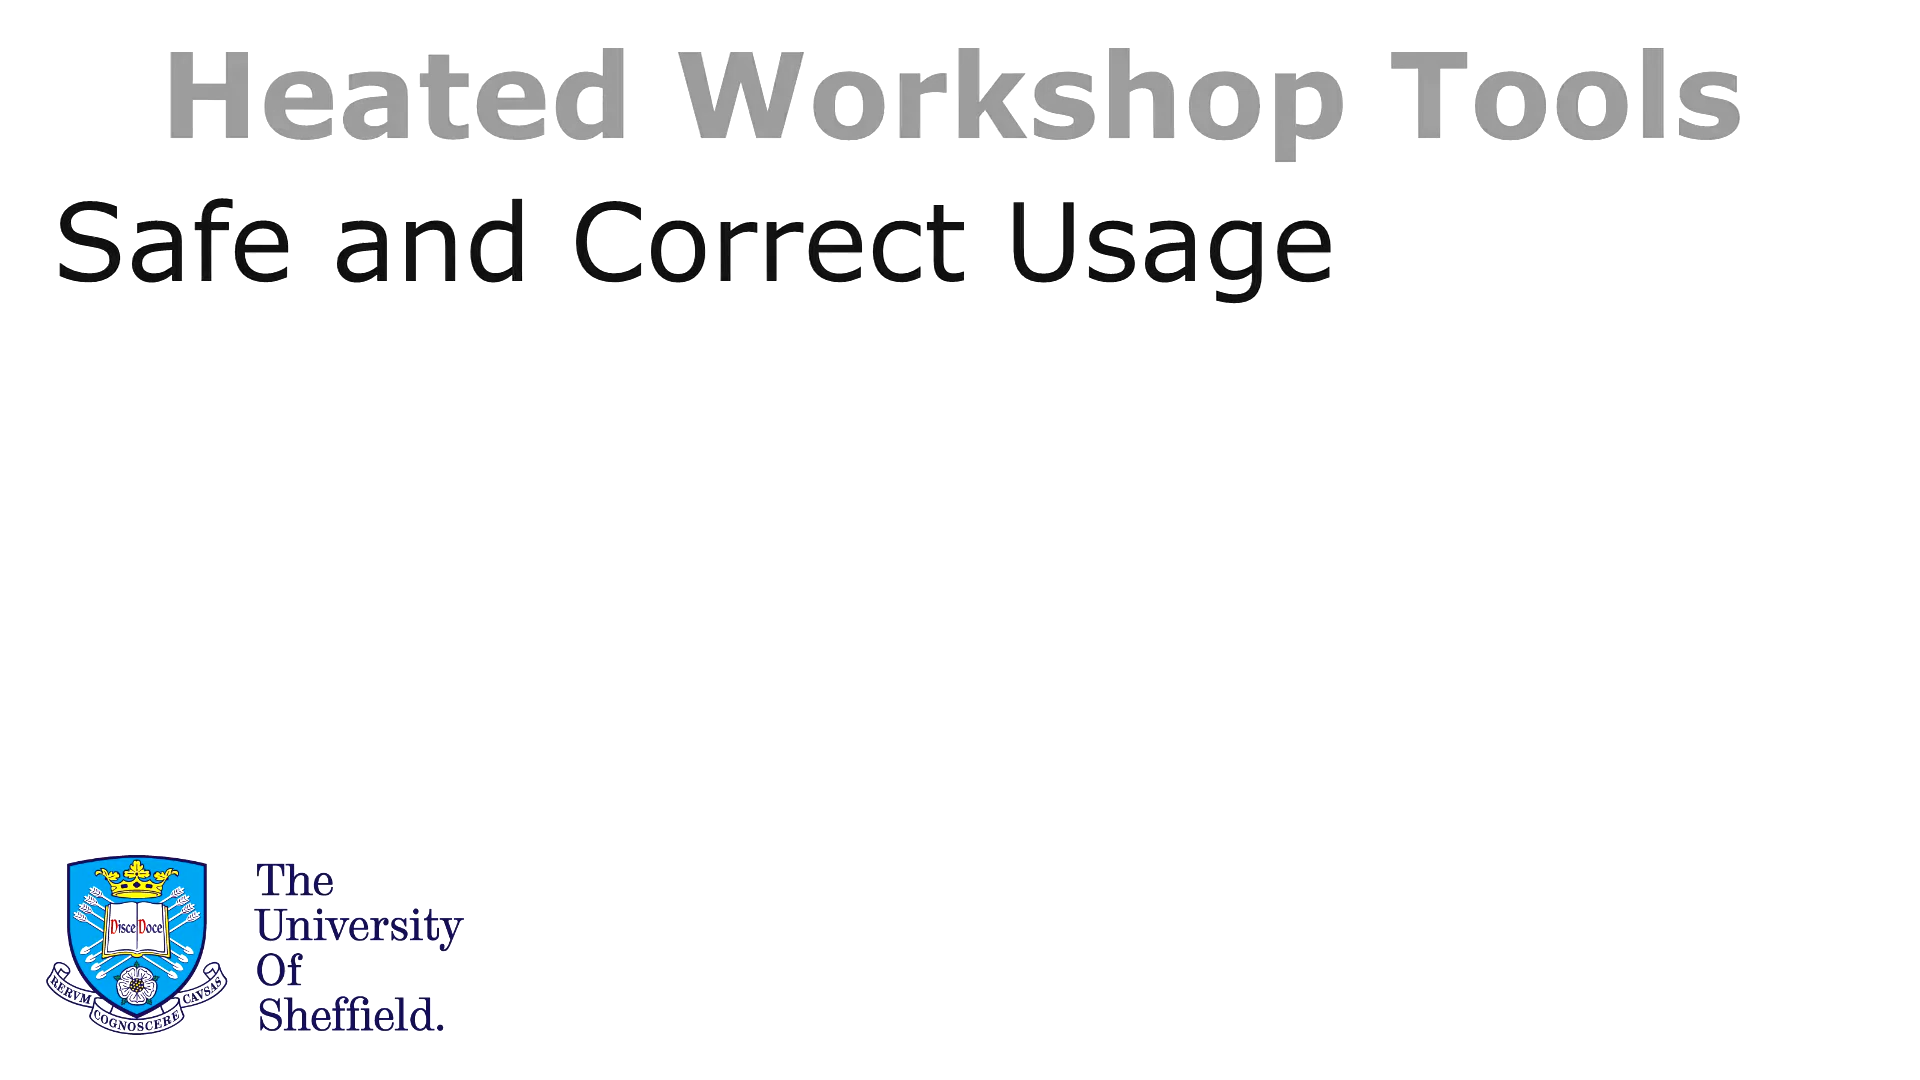 Heated Workshop Tools
Safe and Correct Usage
Disce Doce
RERVM COGNOSCERE CAVSAS
The
University
Of
Sheffield.